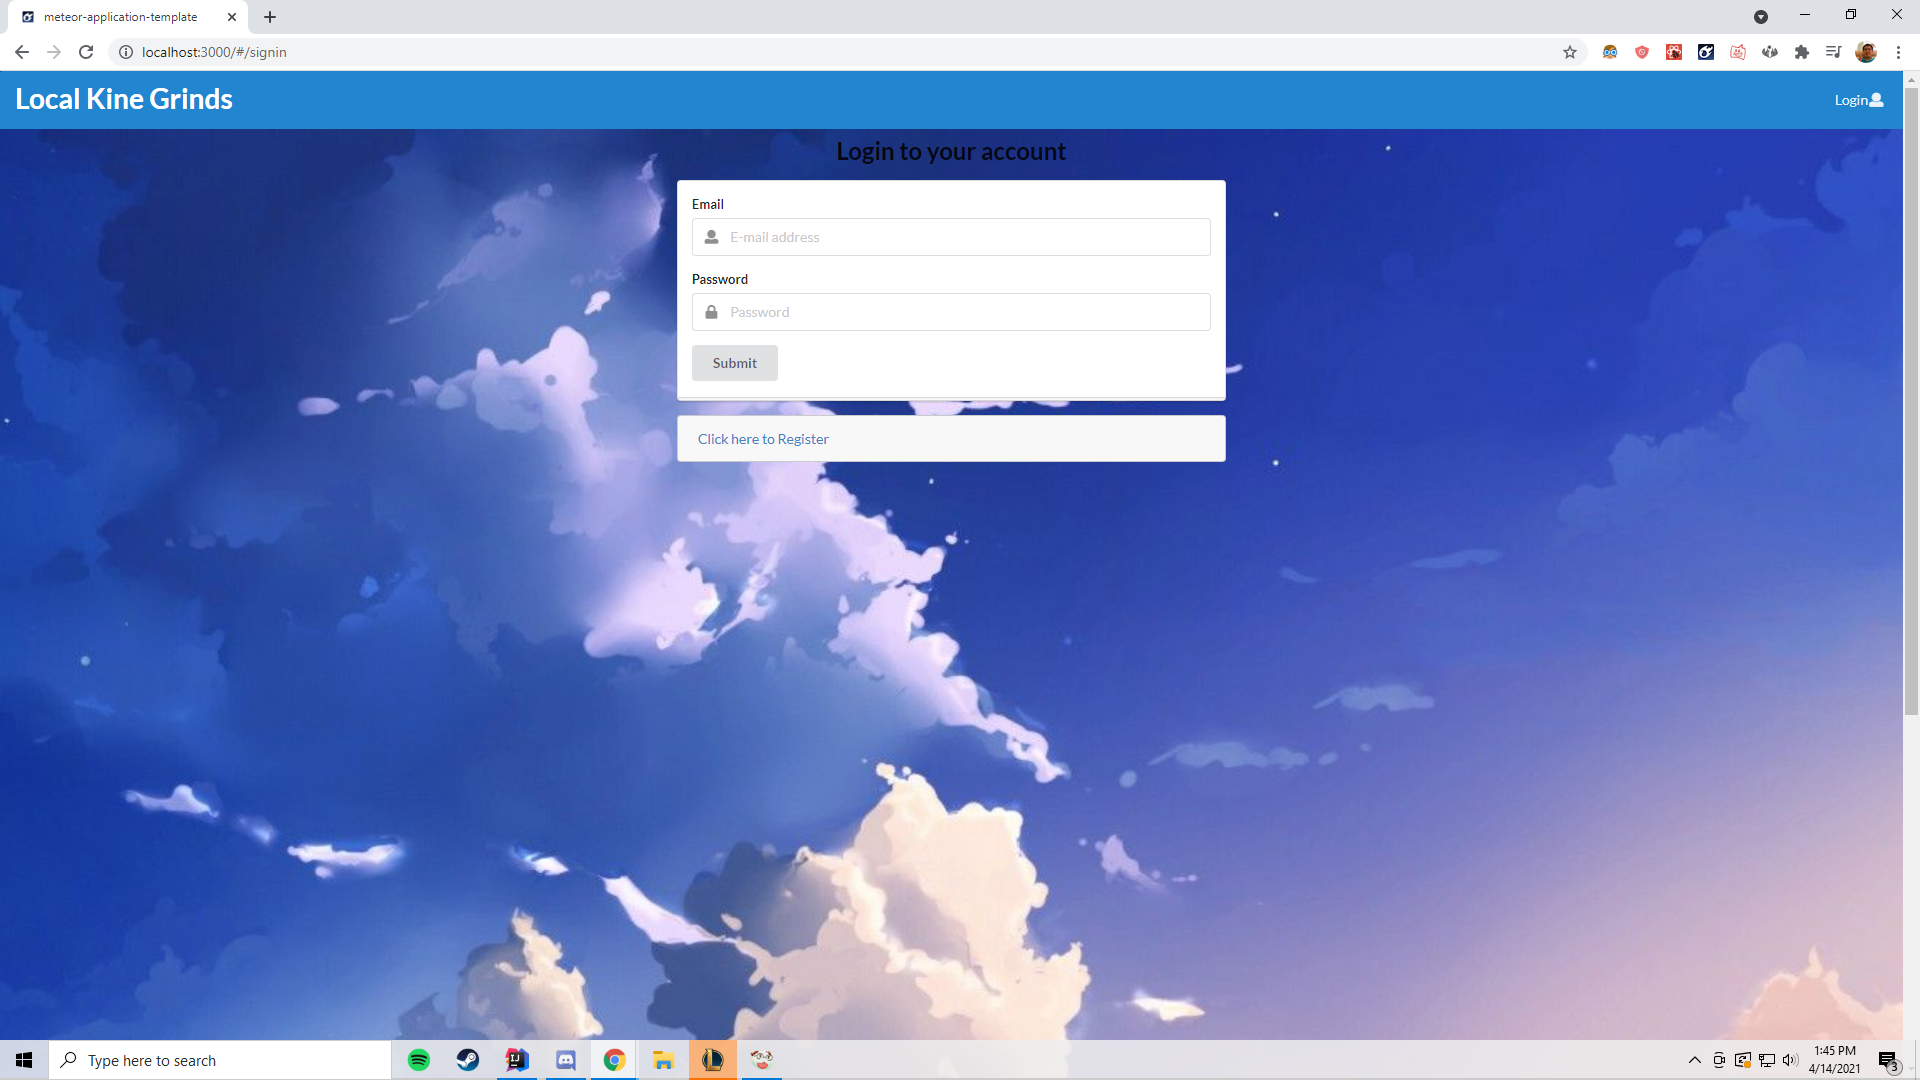 meteor-application-template
localhost:3000/#/signin
Local Kine Grinds
Login
Login to your account
Email
E-mail address
Password
Password
Submit
Click here to Register
Type here to search
IJ
1:45 PM
4/14/2021
3